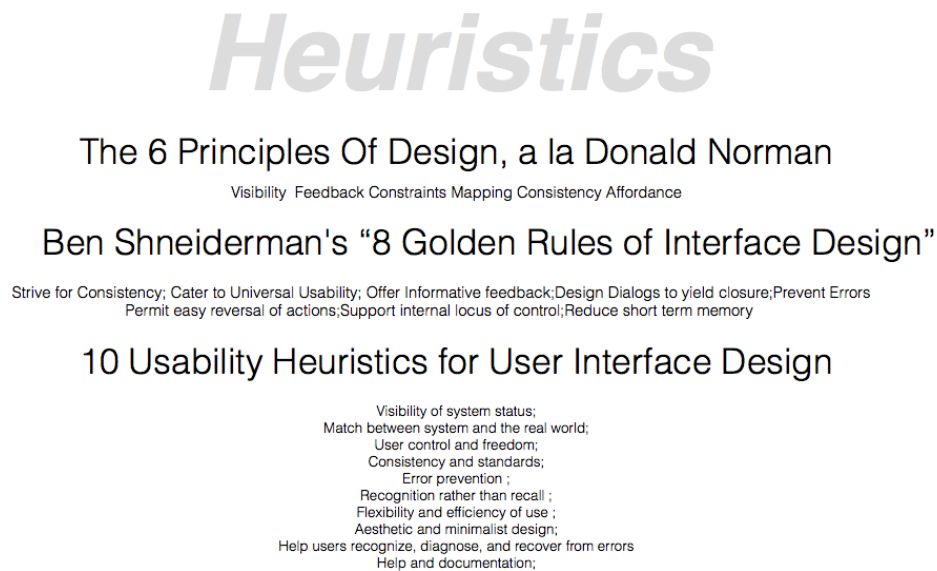 Heuristics
The 6 Principles Of Design, a la Donald Norman
Visibility  Feedback Constraints Mapping Consistency Affordance
Ben Shneiderman's “8 Golden Rules of Interface Design”
Strive for Consistency; Cater to Universal Usability; Offer Informative feedback;Design Dialogs to yield closure;Prevent Errors
Permit easy reversal of actions;Support internal locus of control;Reduce short term memory
10 Usability Heuristics for User Interface Design
Visibility of system status;
Match between system and the real world;
User control and freedom;
Consistency and standards;
Error prevention ;
Recognition rather than recall ;
Flexibility and efficiency of use ;
Aesthetic and minimalist design;
Help users recognize, diagnose, and recover from errors
Help and documentation;